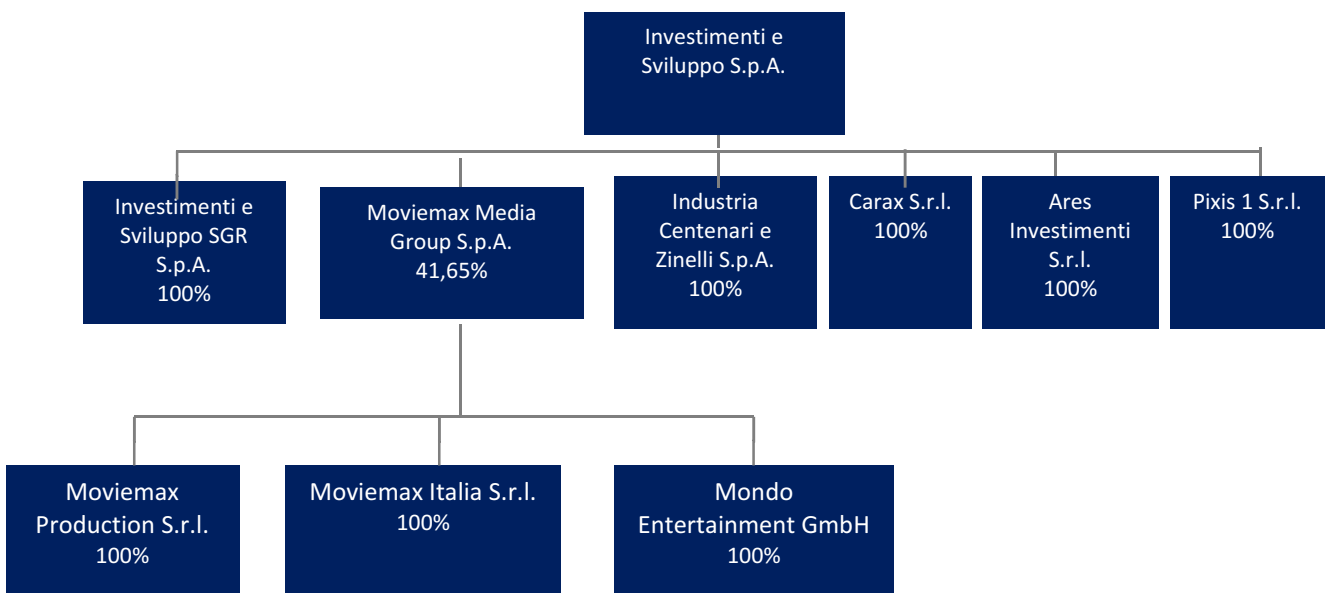 Investimenti e
Sviluppo S.p.A.
Investimenti e
Sviluppo SGR
S.p.A.
100%
Moviemax Media
Group S.p.A.
41,65%
Industria
Centenari e
Zinelli S.p.A.
100%
Carax S.r.l.
100%
Ares
Investimenti
S.r.l.
100%
Pixis 1 S.r.l.
100%
Moviemax
Production S.r.l.
100%
Moviemax Italia S.r.l.
100%
Mondo
Entertainment GmbH
100%